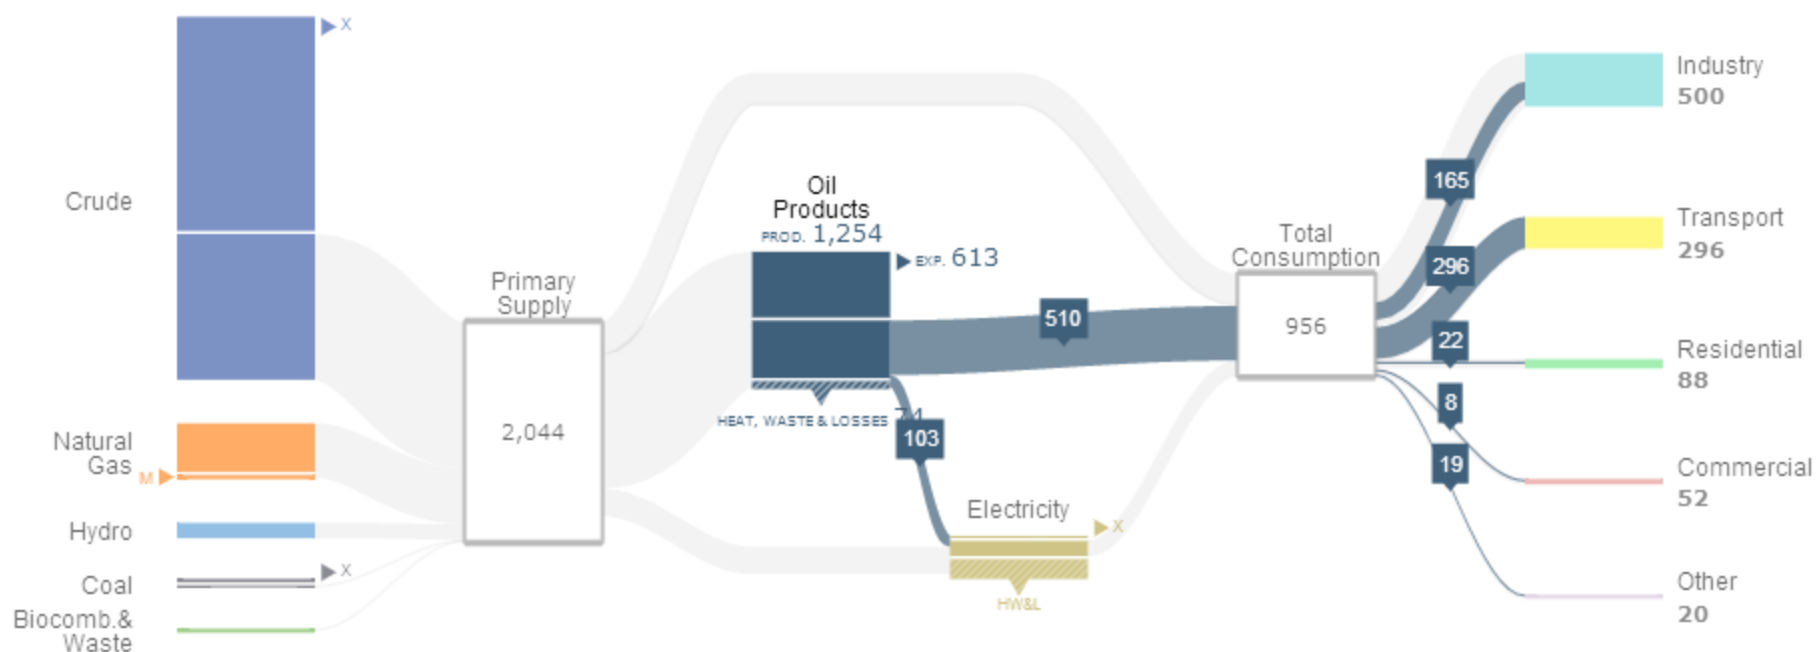 X
Crude
Natural
Gas
M
Hydro
Coal
X
Biocomb.&
Waste
Primary
Supply
2,044
Oil
Products
PROD. 1,254
EXP. 613
510
HEAT, WASTE & LOSSES 74
103
Electricity
X
HW&L
Total
Consumption
956
165
296
22
8
19
Industry
500
Transport
296
Residential
88
Commercial
52
Other
20